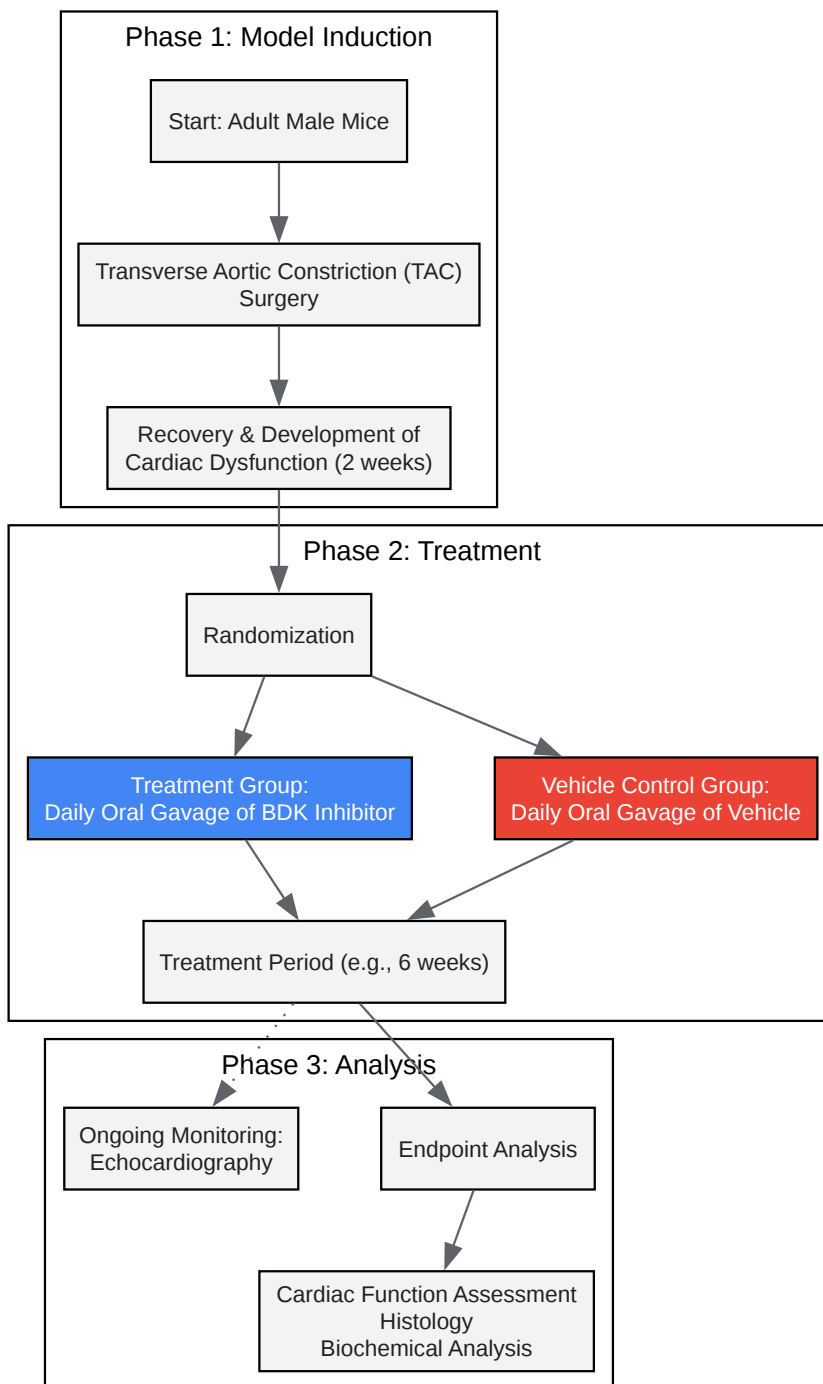 Phase 1: Model Induction
Start: Adult Male Mice
Transverse Aortic Constriction (TAC)
Surgery
Recovery & Development of
Cardiac Dysfunction (2 weeks)
Phase 2: Treatment
Randomization
Treatment Group:
Daily Oral Gavage of BDK Inhibitor
Vehicle Control Group:
Daily Oral Gavage of Vehicle
Treatment Period (e.g., 6 weeks)
Phase 3: Analysis
Ongoing Monitoring:
Echocardiography
Endpoint Analysis
Cardiac Function Assessment
Histology
Biochemical Analysis